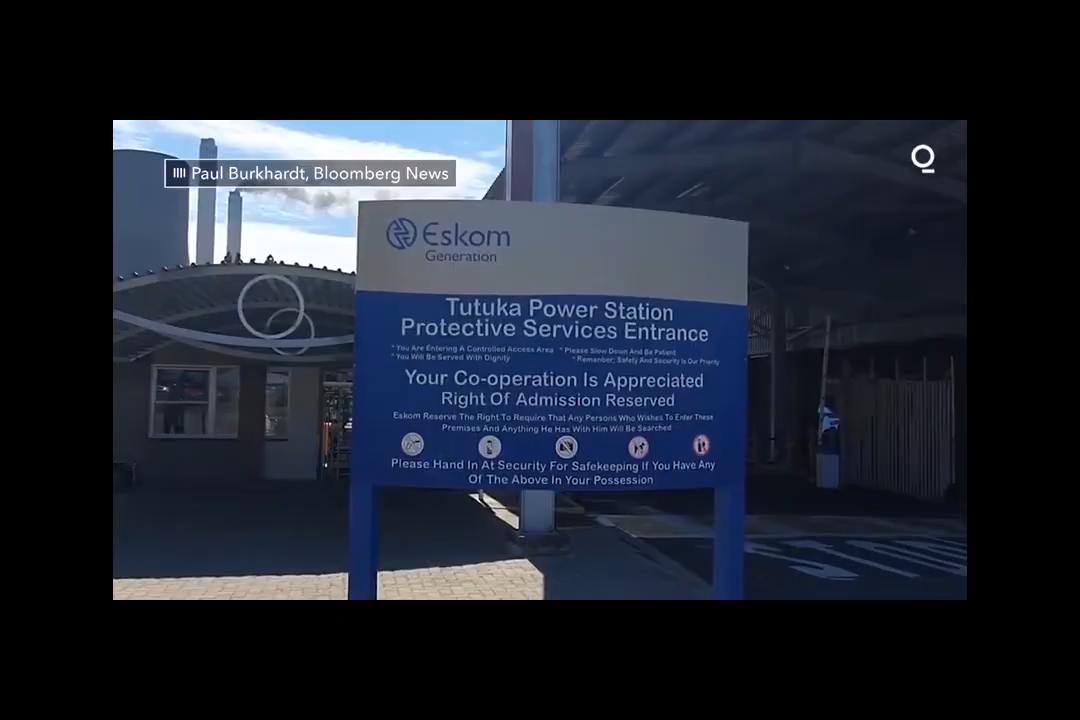 Paul Burkhardt, Bloomberg News
Eskom
Generation
Tutuka Power Station
Protective Services Entrance
* You Are Entering A Controlled Access Area * Please Slow Down And Be Patient
* You Will Be Served With Dignity * Remember; Safety And Security Is Our Priority
Your Co-operation Is Appreciated
Right Of Admission Reserved
Eskom Reserve The Right To Require That Any Persons Who Wishes To Enter These
Premises And Anything He Has With Him Will Be Searched
Please Hand In At Security For Safekeeping If You Have Any
Of The Above In Your Possession